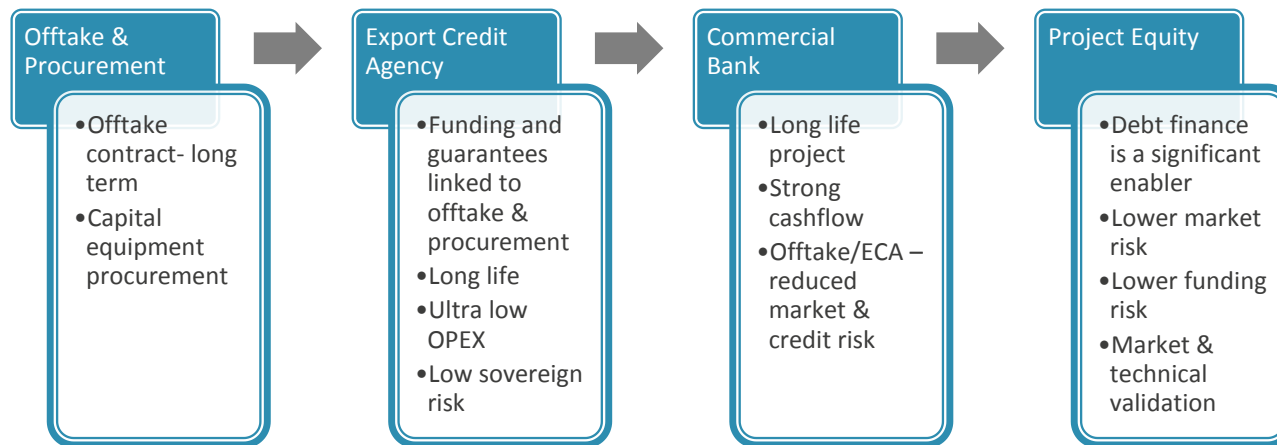 Offtake &
Procurement
•Offtake
contract- long
term
•Capital
equipment
procurement
Export Credit
Agency
•Funding and
guarantees
linked to
offtake &
procurement
•Long life
•Ultra low
OPEX
•Low sovereign
risk
Commercial
Bank
•Long life
project
•Strong
cashflow
•Offtake/ECA –
reduced
market &
credit risk
Project Equity
•Debt finance
is a significant
enabler
•Lower market
risk
•Lower funding
risk
•Market &
technical
validation